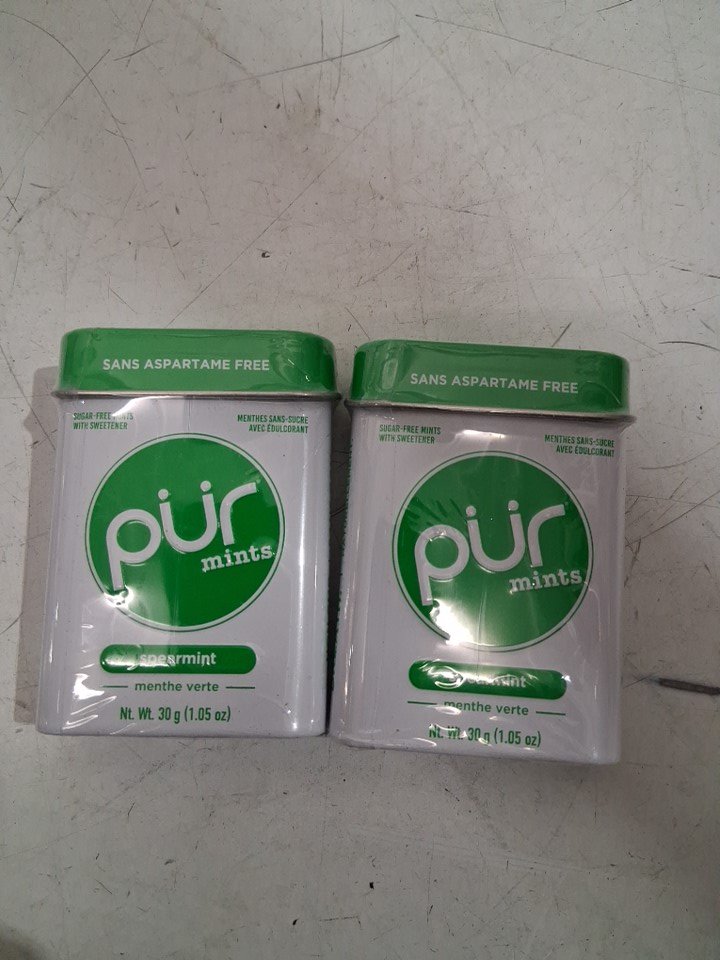 SANS ASPARTAME FREE
SUGAR-FREE MINTS
WITH SWEETENER
MENTHES SANS-SUCRE
AVEC ÉDULCORANT
pür
mints
spearmint
menthe verte
Nt. Wt. 30 g (1.05 oz)
SANS ASPARTAME FREE
SUGAR-FREE MINTS
WITH SWEETENER
MENTHES SANS-SUCRE
AVEC ÉDULCORANT
pür
mints
spearmint
menthe verte
Nt. Wt. 30 g (1.05 oz)